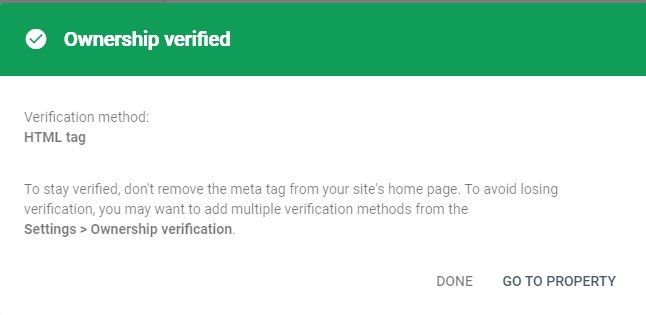 Ownership verified
Verification method:
HTML tag
To stay verified, don't remove the meta tag from your site's home page. To avoid losing
verification, you may want to add multiple verification methods from the
Settings > Ownership verification.
DONE GO TO PROPERTY